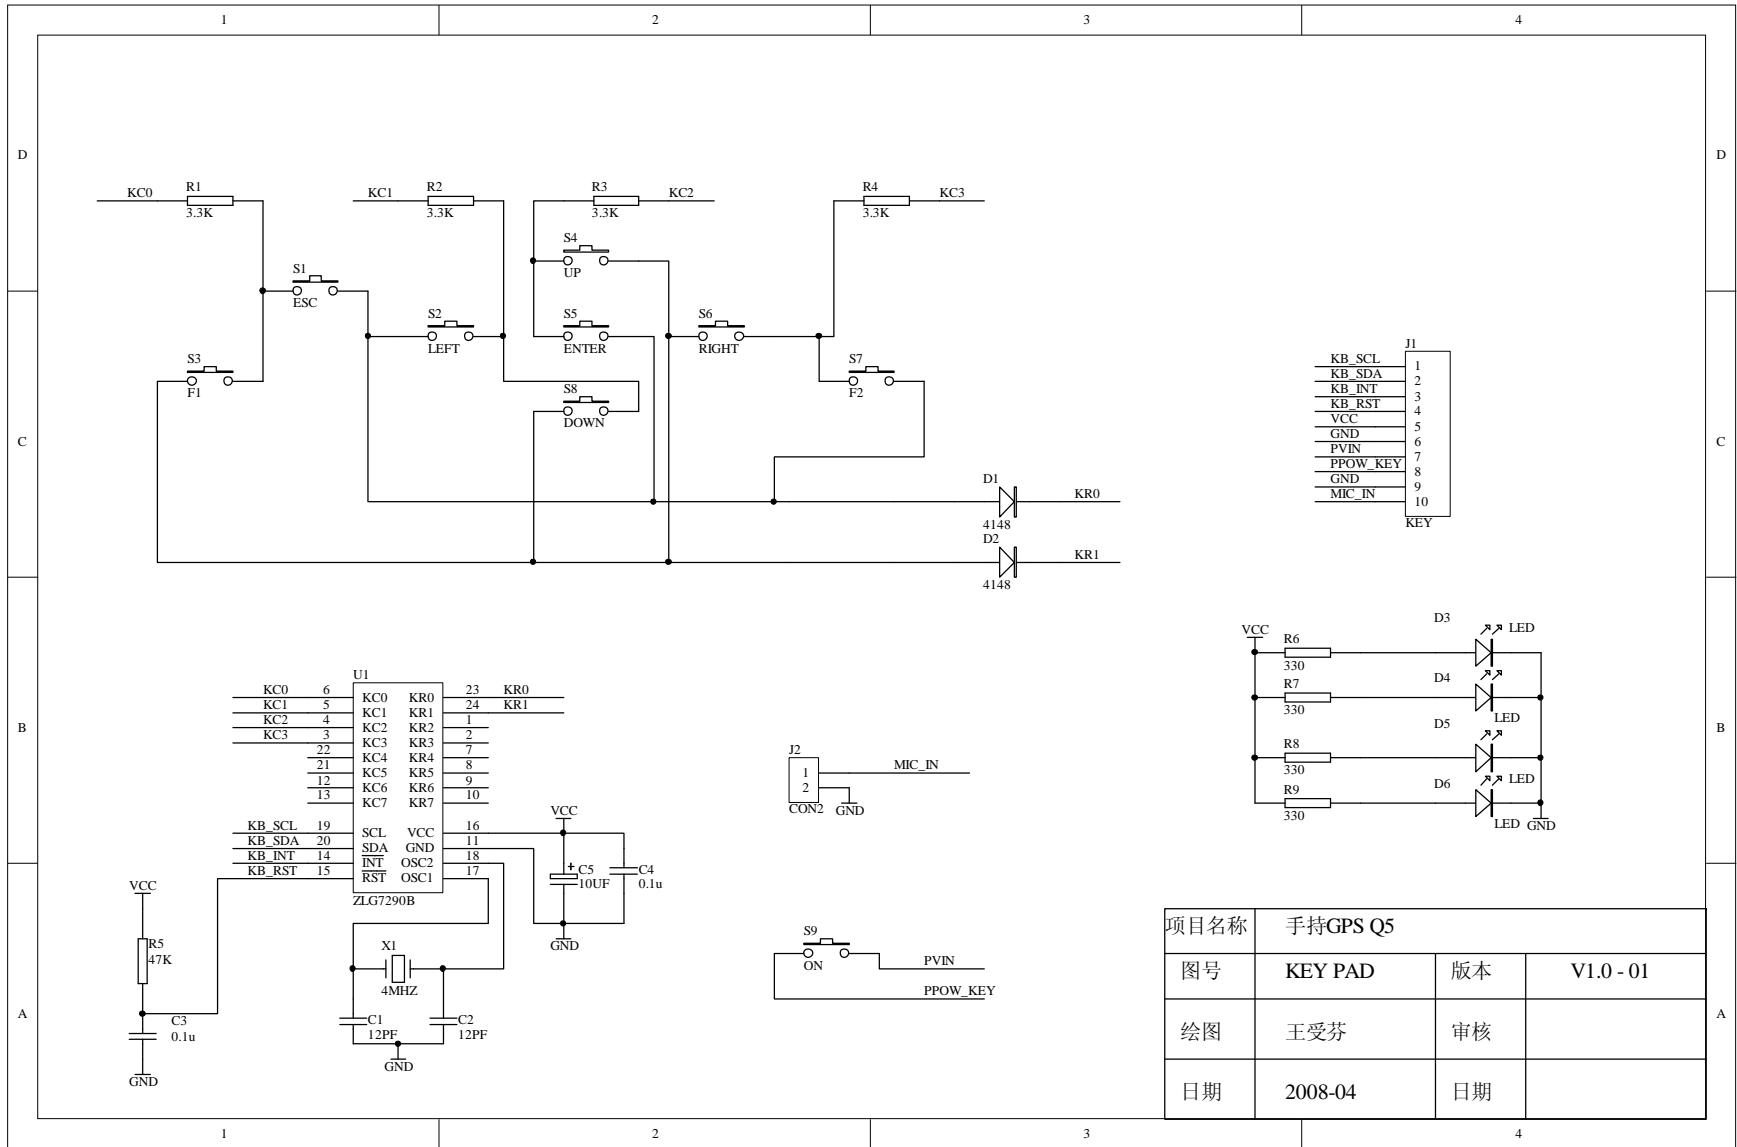 1 2 3 4
D D
KC0 R1 3.3K
KC1 R2 3.3K
R3 3.3K KC2
R4 3.3K KC3
S4
UP
S1
ESC
S2
LEFT
S5
ENTER
S6
RIGHT
S3
F1
S7
F2
S8
DOWN
C C
D1 KR0
4148
D2 KR1
4148
J1
KB_SCL 1
KB_SDA 2
KB_INT 3
KB_RST 4
VCC 5
GND 6
PVIN 7
PPOW_KEY 8
GND 9
MIC_IN 10
KEY
B B
U1
KC0 6 KC0 KR0 23 KR0
KC1 5 KC1 KR1 24 KR1
KC2 4 KC2 KR2 1
KC3 3 KC3 KR3 2
22 KC4 KR4 7
21 KC5 KR5 8
12 KC6 KR6 9
13 KC7 KR7 10
KB_SCL 19 SCL VCC 16
KB_SDA 20 SDA GND 11
KB_INT 14 INT OSC2 18
KB_RST 15 RST OSC1 17
ZLG7290B
VCC
+ C5
10UF
C4
0.1u
GND
VCC
R5
47K
C3
0.1u
GND
X1
4MHZ
C1
12PF
C2
12PF
GND
J2
1 MIC_IN
2
CON2 GND
S9
ON
PVIN
PPOW_KEY
VCC
R6
330
D3 LED
R7
330
D4
LED
R8
330
D5
LED
R9
330
D6
LED GND
A A
项目名称 手持GPS Q5
图号 KEY PAD 版本 V1.0 - 01
绘图 王受芬 审核
日期 2008-04 日期
1 2 3 4